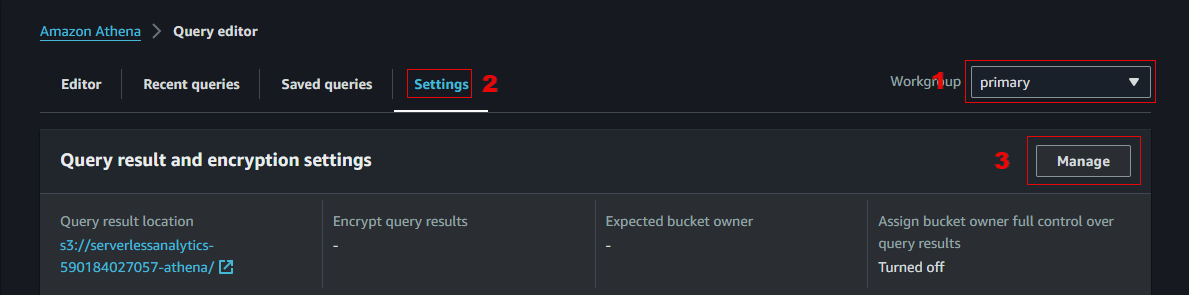 Amazon Athena > Query editor
Editor Recent queries Saved queries Settings 2 Workgroup 1 primary
Query result and encryption settings 3 Manage
Query result location Encrypt query results Expected bucket owner Assign bucket owner full control over
query results
s3://serverlessanalytics- - -
590184027057-athena/ Turned off